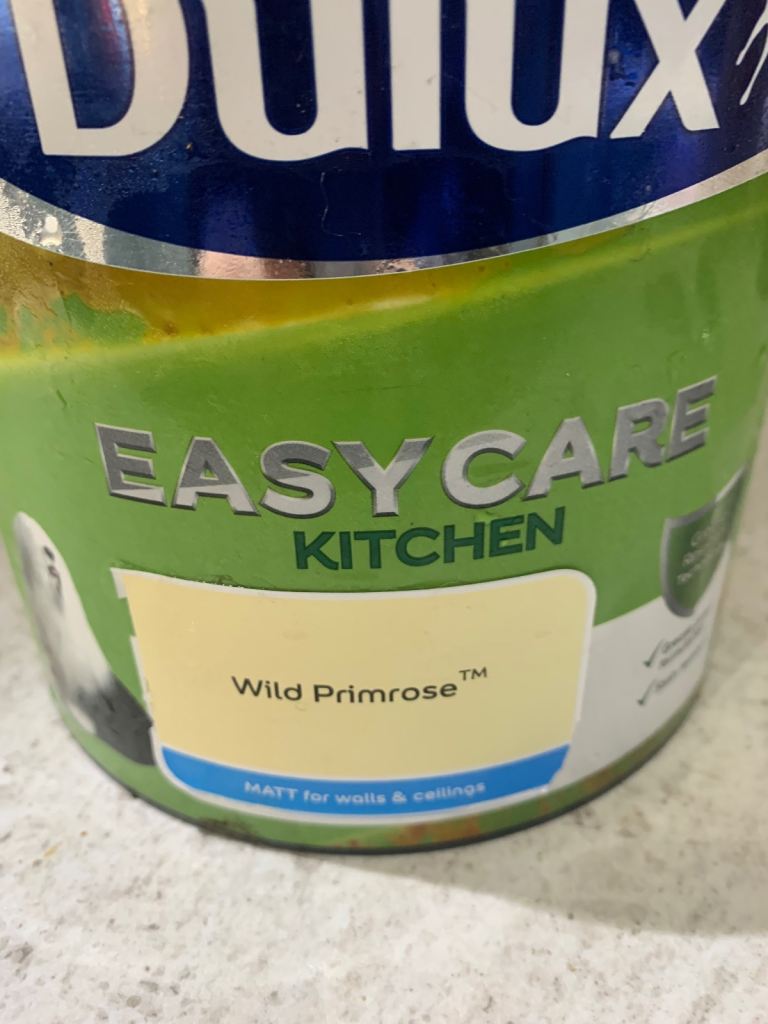 Dulux
EASYCARE
KITCHEN
Wild Primrose™
MATT for walls & ceilings